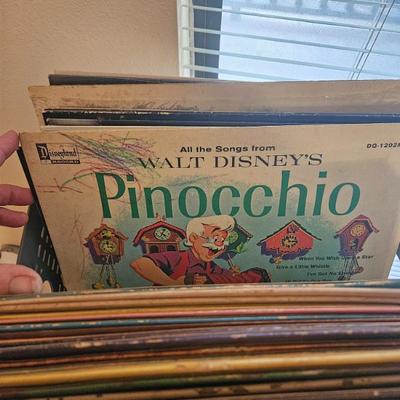 Disneyland
RECORD
All the Songs from
DQ-1202
WALT DISNEY'S
Pinocchio
When You Wish Upon a Star
Give a Little Whistle
I've Got No